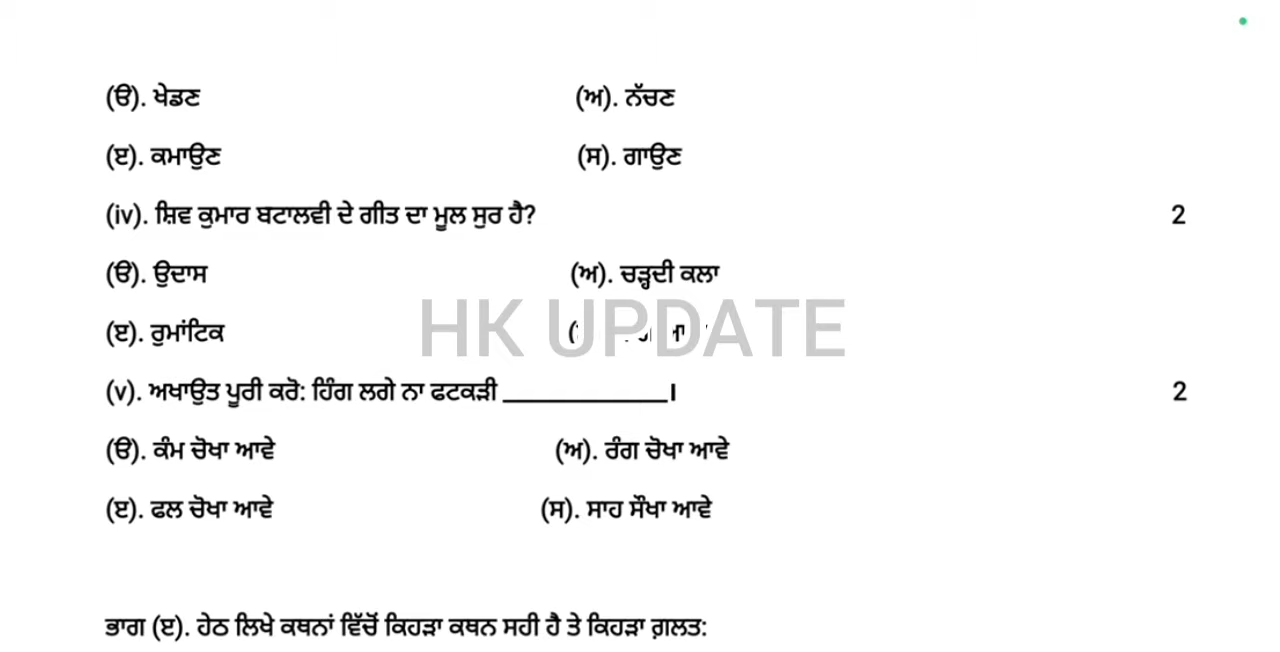 (ੳ). ਖੇਡਣ (ਅ). ਨੱਚਣ
(ੲ). ਕਮਾਉਣ (ਸ). ਗਾਉਣ
(iv). ਸ਼ਿਵ ਕੁਮਾਰ ਬਟਾਲਵੀ ਦੇ ਗੀਤ ਦਾ ਮੂਲ ਸੁਰ ਹੈ? 2
(ੳ). ਉਦਾਸ (ਅ). ਚੜ੍ਹਦੀ ਕਲਾ
HK UPDATE
(ੲ). ਰੁਮਾਂਟਿਕ
(v). ਅਖਾਉਤ ਪੂਰੀ ਕਰੋ: ਹਿੰਗ ਲਗੇ ਨਾ ਫਟਕੜੀ ____________। 2
(ੳ). ਕੰਮ ਚੋਖਾ ਆਵੇ (ਅ). ਰੰਗ ਚੋਖਾ ਆਵੇ
(ੲ). ਫਲ ਚੋਖਾ ਆਵੇ (ਸ). ਸਾਹ ਸੌਖਾ ਆਵੇ
ਭਾਗ (ੲ). ਹੇਠ ਲਿਖੇ ਕਥਨਾਂ ਵਿੱਚੋਂ ਕਿਹੜਾ ਕਥਨ ਸਹੀ ਹੈ ਤੇ ਕਿਹੜਾ ਗ਼ਲਤ: